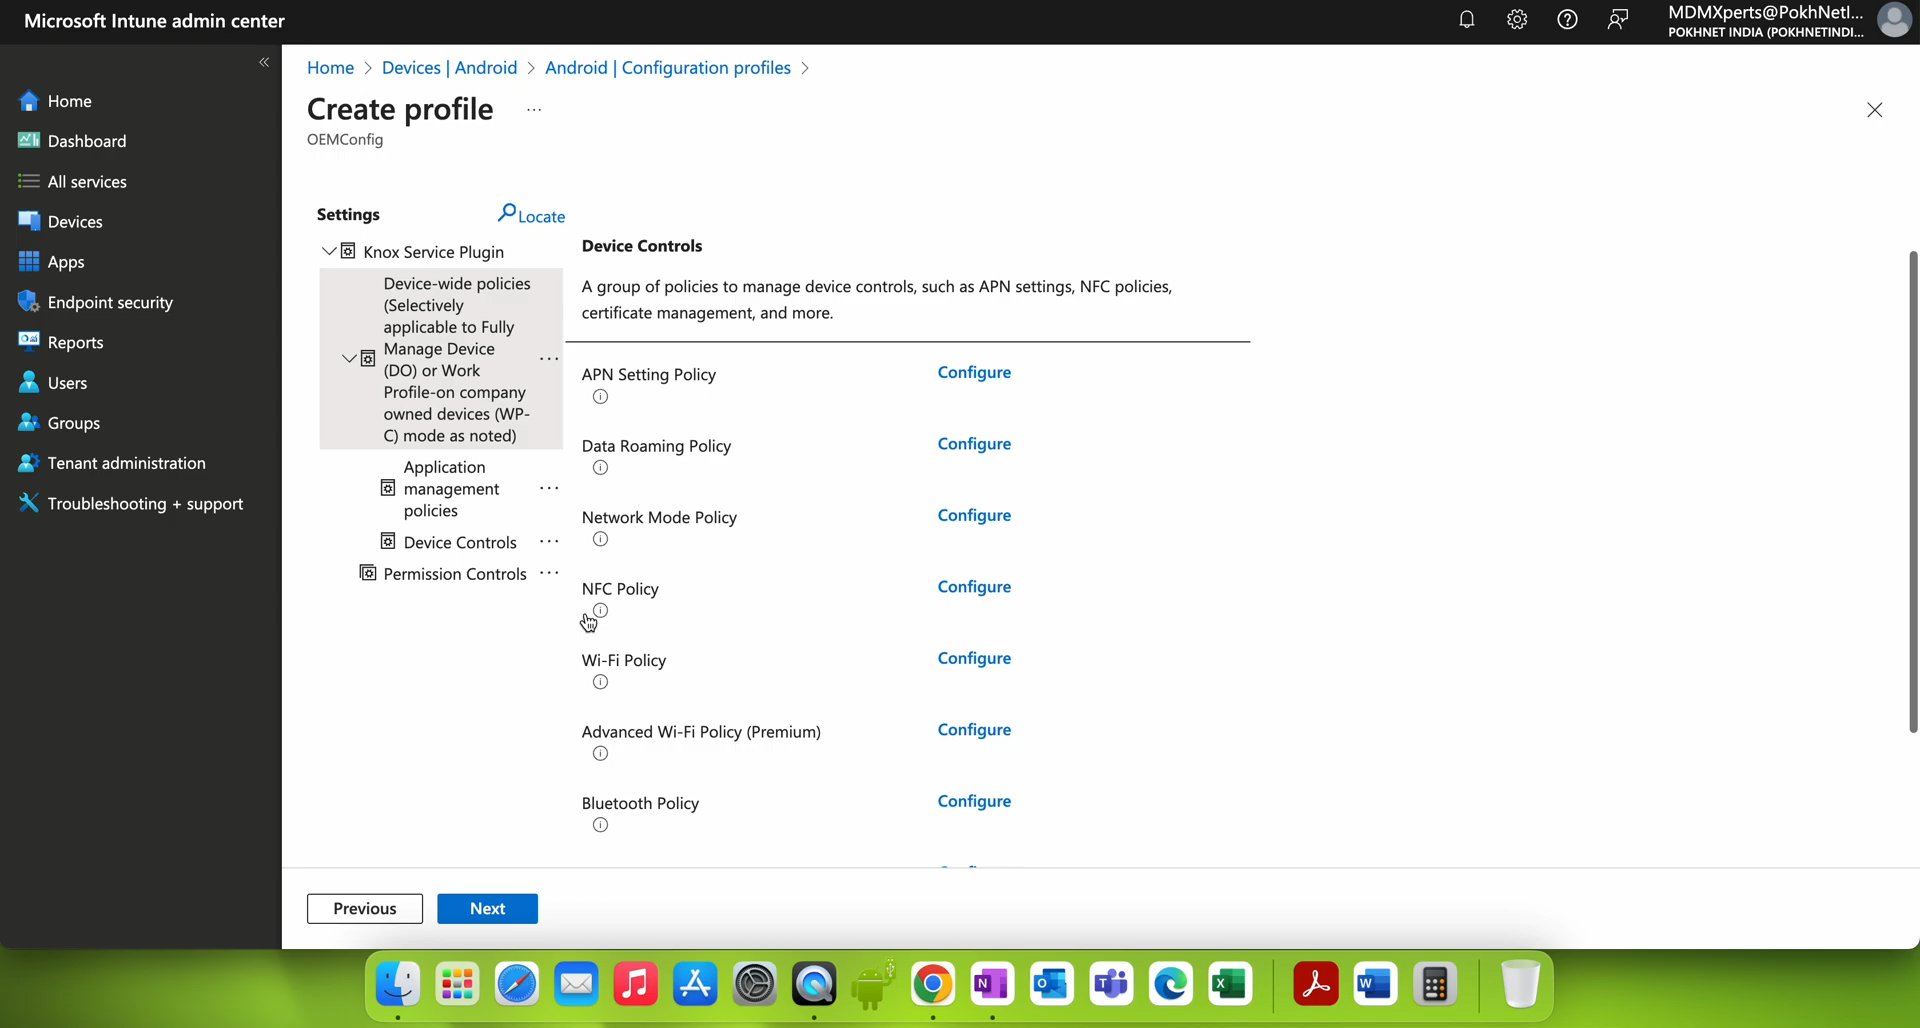 Microsoft Intune admin center
MDMXperts@PokhNetI...
POKHNET INDIA (POKHNETINDI...
«
Home > Devices | Android > Android | Configuration profiles >
Create profile ...
OEMConfig
Home
Dashboard
All services
Devices
Apps
Endpoint security
Reports
Users
Groups
Tenant administration
Troubleshooting + support
Settings
Locate
Knox Service Plugin
Device-wide policies
(Selectively
applicable to Fully
Manage Device
(DO) or Work
Profile-on company
owned devices (WP-
C) mode as noted)
...
Application
management
policies
...
Device Controls ...
Permission Controls ...
Device Controls
A group of policies to manage device controls, such as APN settings, NFC policies,
certificate management, and more.
APN Setting Policy Configure
Data Roaming Policy Configure
Network Mode Policy Configure
NFC Policy Configure
Wi-Fi Policy Configure
Advanced Wi-Fi Policy (Premium) Configure
Bluetooth Policy Configure
Previous
Next